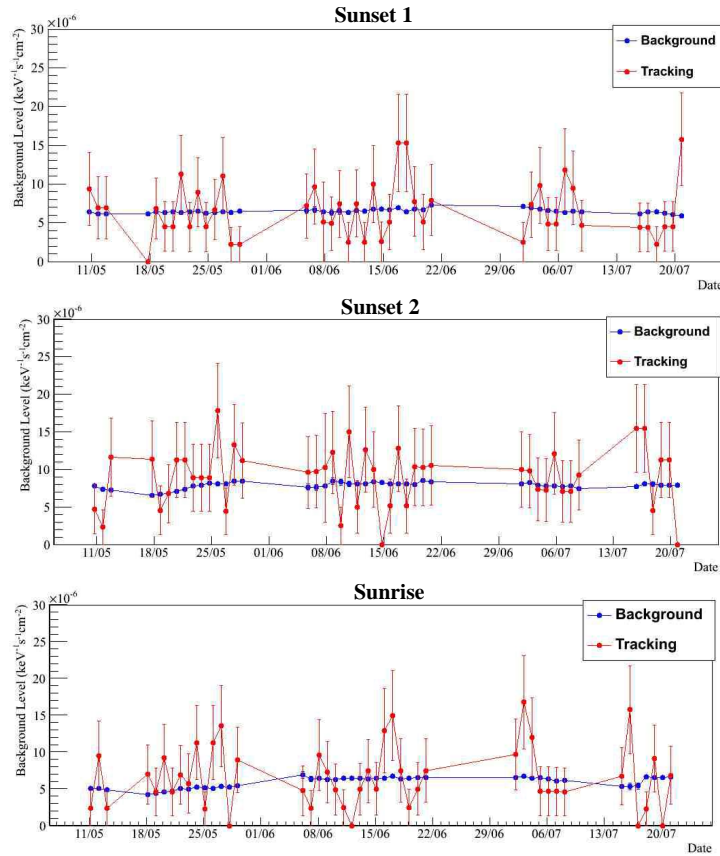 Sunset 1
×10⁻⁶
Background Level (keV⁻¹s⁻¹cm⁻²)
30
25
20
15
10
5
0
Background
Tracking
11/05 18/05 25/05 01/06 08/06 15/06 22/06 29/06 06/07 13/07 20/07
Date
Sunset 2
×10⁻⁶
Background Level (keV⁻¹s⁻¹cm⁻²)
30
25
20
15
10
5
0
Background
Tracking
11/05 18/05 25/05 01/06 08/06 15/06 22/06 29/06 06/07 13/07 20/07
Date
Sunrise
×10⁻⁶
Background Level (keV⁻¹s⁻¹cm⁻²)
30
25
20
15
10
5
0
Background
Tracking
11/05 18/05 25/05 01/06 08/06 15/06 22/06 29/06 06/07 13/07 20/07
Date